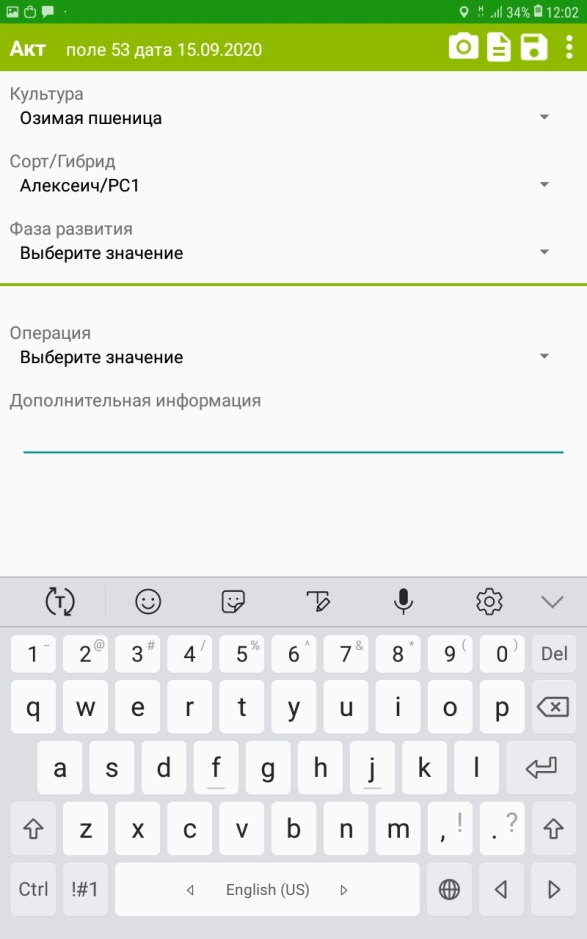 34% 12:02
Акт поле 53 дата 15.09.2020
Культура
Озимая пшеница
Сорт/Гибрид
Алексеич/РС1
Фаза развития
Выберите значение
Операция
Выберите значение
Дополнительная информация
T T
1 - 2 @ 3 # 4 / 5 % 6 ^ 7 & 8 * 9 ( 0 ) Del
q w e r t y u i o p
a s d f g h j k l
z x c v b n m , ! . ?
Ctrl !#1 English (US)